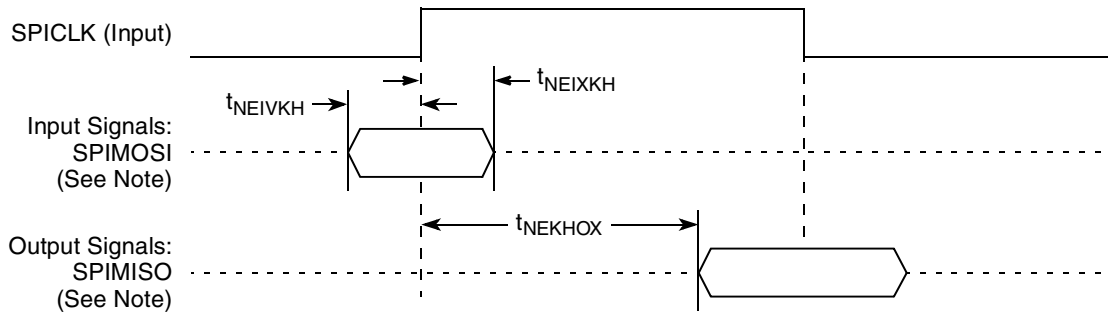 SPICLK (Input)
tNEIXKH
tNEIVKH
Input Signals:
SPIMOSI
(See Note)
tNEKHOX
Output Signals:
SPIMISO
(See Note)